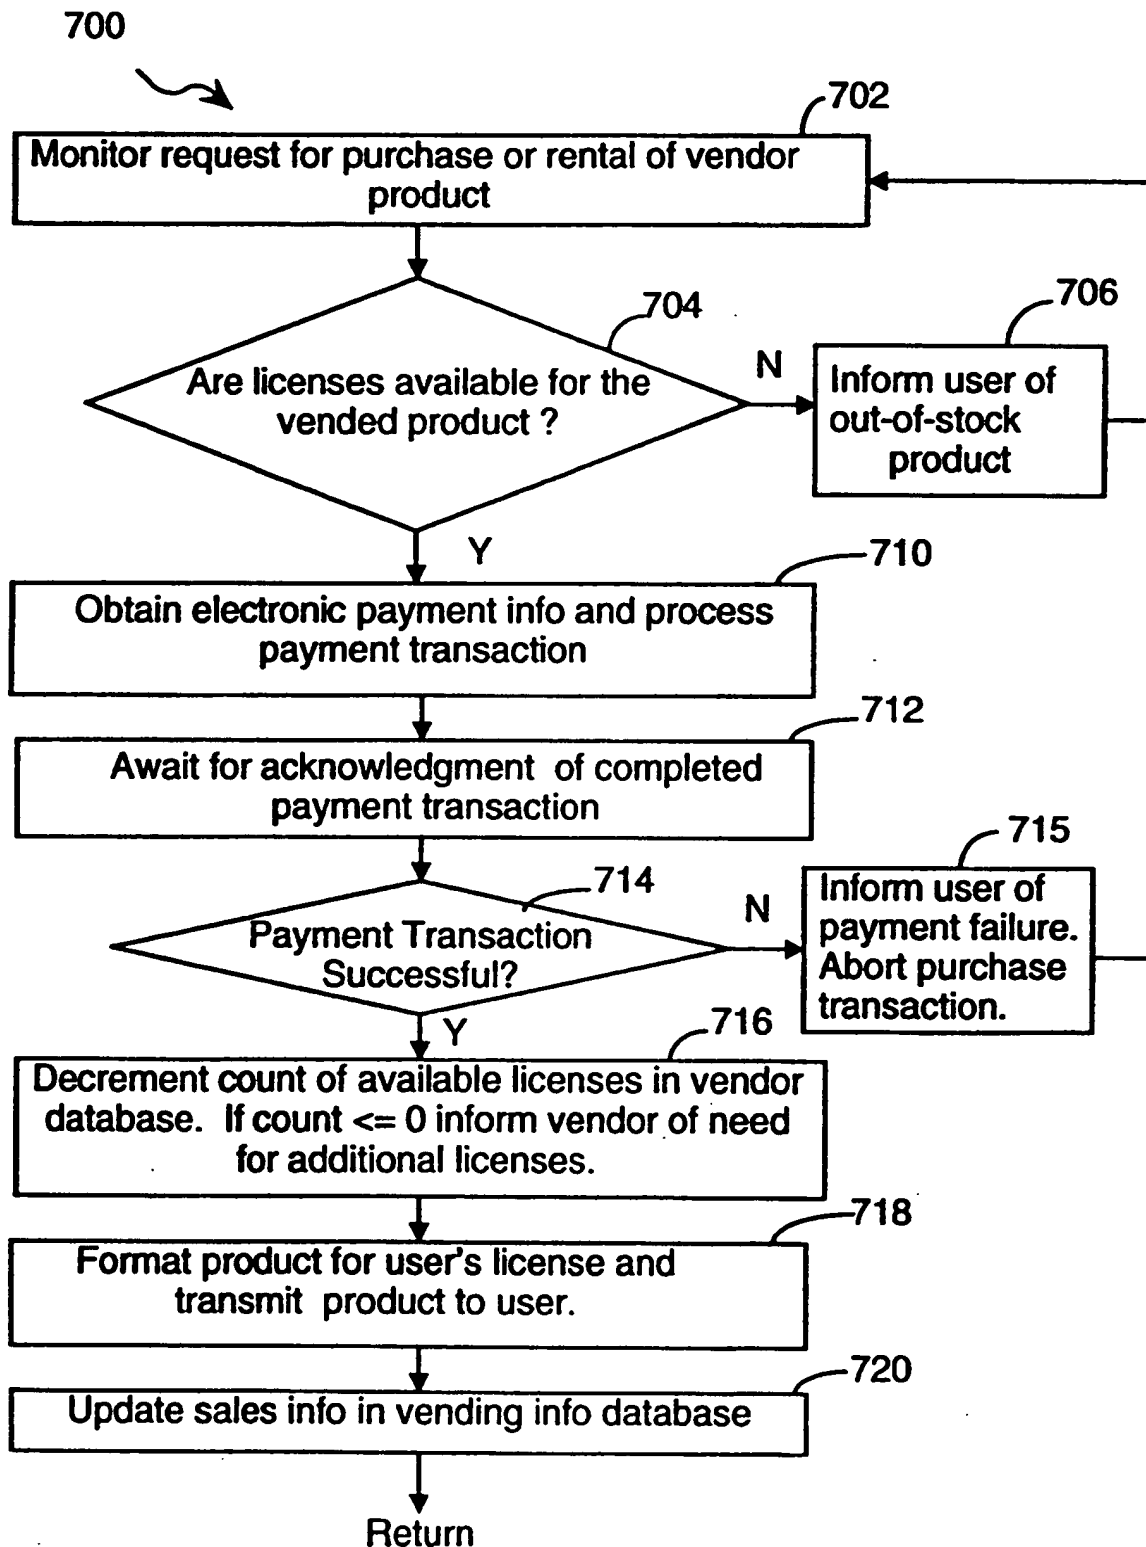 700
702
Monitor request for purchase or rental of vendor
product
704
Are licenses available for the
vended product ?
N
706
Inform user of
out-of-stock
product
Y
710
Obtain electronic payment info and process
payment transaction
712
Await for acknowledgment of completed
payment transaction
714
Payment Transaction
Successful?
N
715
Inform user of
payment failure.
Abort purchase
transaction.
Y
716
Decrement count of available licenses in vendor
database. If count <= 0 inform vendor of need
for additional licenses.
718
Format product for user's license and
transmit product to user.
720
Update sales info in vending info database
Return